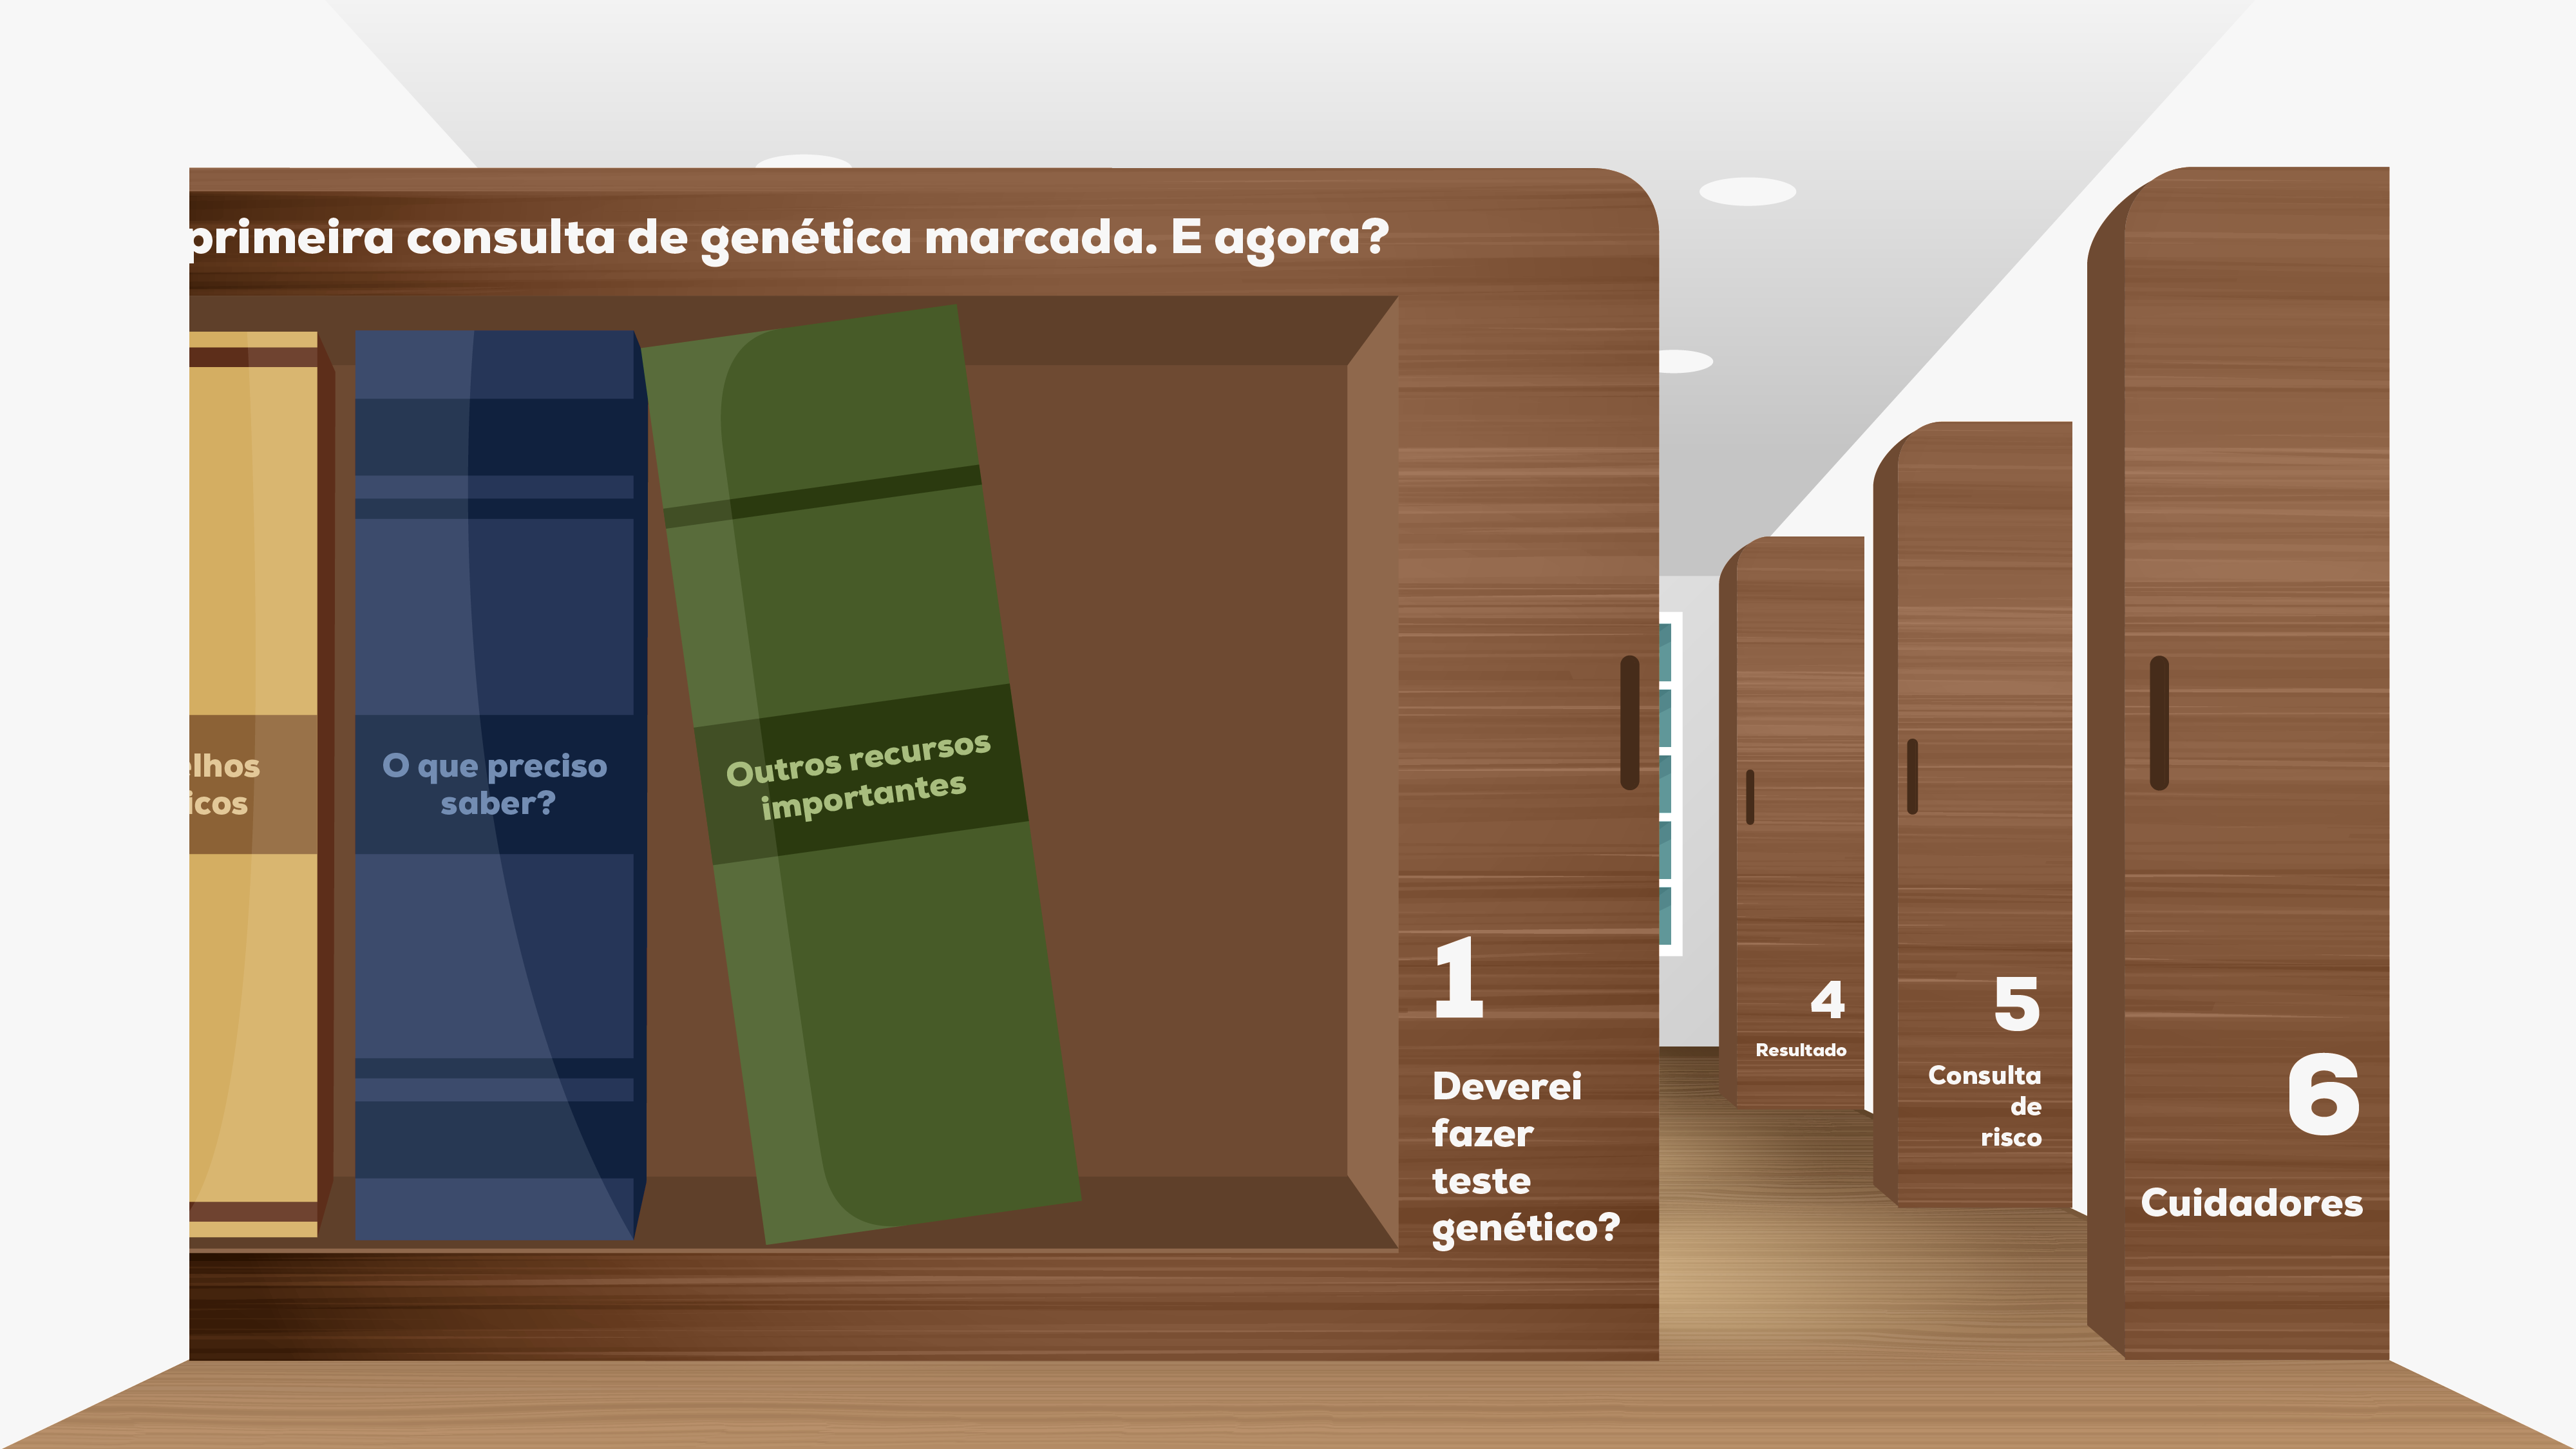 primeira consulta de genética marcada. E agora?
elhos
icos
O que preciso
saber?
Outros recursos
importantes
1
Deverei
fazer
teste
genético?
4
Resultado
5
Consulta
de
risco
6
Cuidadores